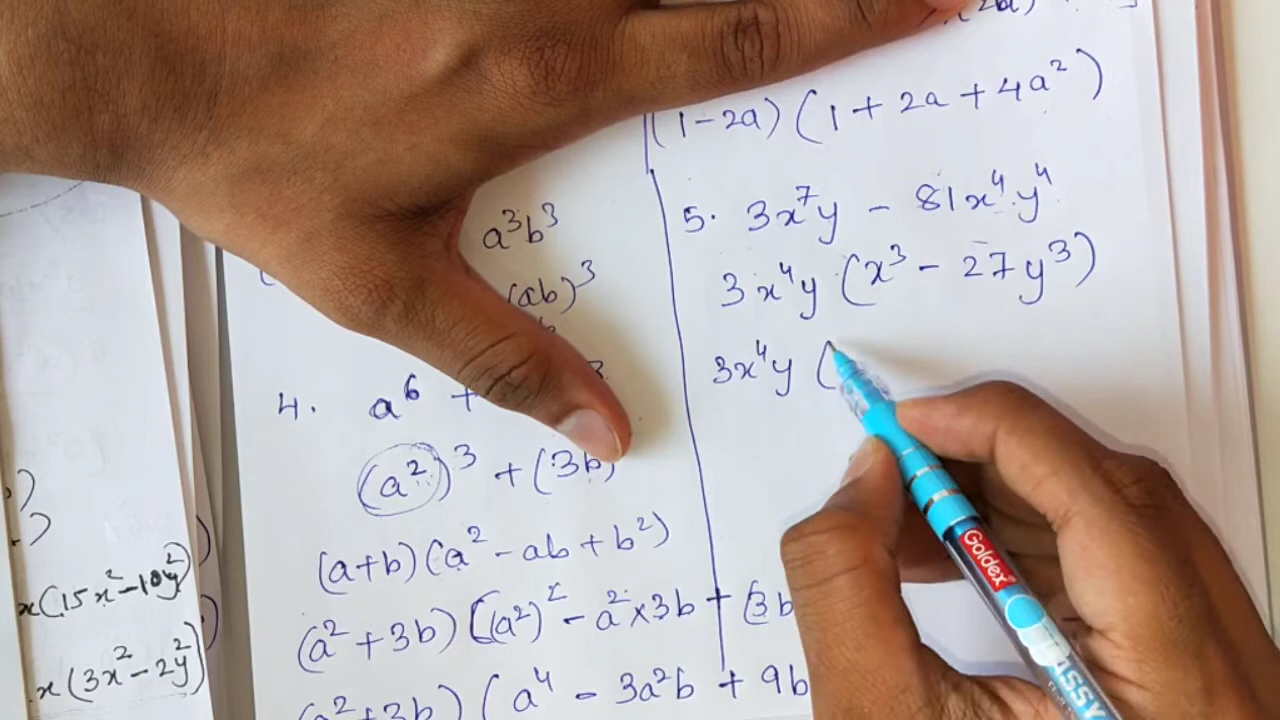 (1-2a) (1 + 2a + 4a²)
a³b³
(ab)³
4. a⁶ +
(a²)³ + (3b)
(a+b) (a² - ab + b²)
(a² + 3b) ((a²)² - a² × 3b + (3b
(a²+3b) (a⁴ - 3a²b + 9b
5. 3x⁷y - 81x⁴y⁴
3x⁴y (x³ - 27y³)
3x⁴y (
x(15x²-10y²)
x(3x²-2y²)
Goldex